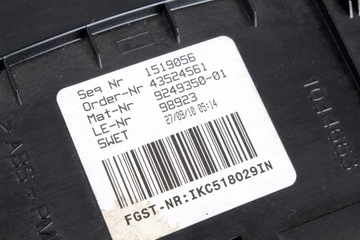 Seq Nr 1519056
Order-Nr 43524561
Mat-Nr 9249350-01
LE-Nr 98923
SWET 27/09/18 05:14
FGST-NR:IKC518029IN